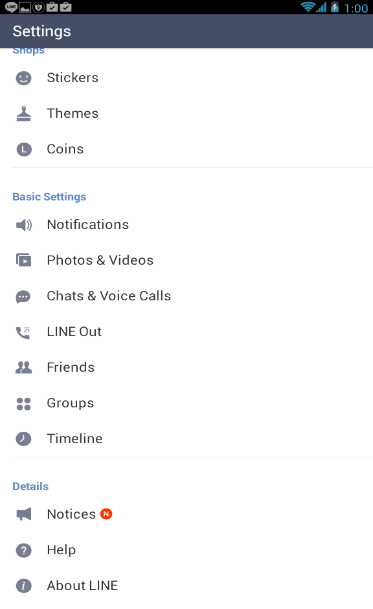 LINE
1:00
Settings
Shops
Stickers
Themes
L
Coins
Basic Settings
Notifications
Photos & Videos
Chats & Voice Calls
LINE Out
Friends
Groups
Timeline
Details
Notices N
? Help
i About LINE